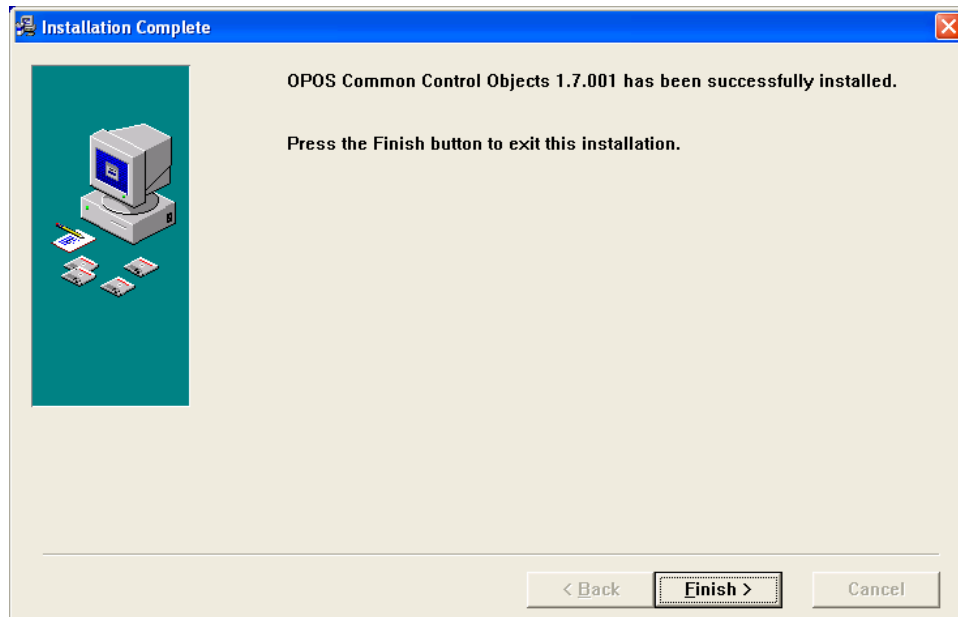 Installation Complete
OPOS Common Control Objects 1.7.001 has been successfully installed.
Press the Finish button to exit this installation.
< Back
Finish >
Cancel